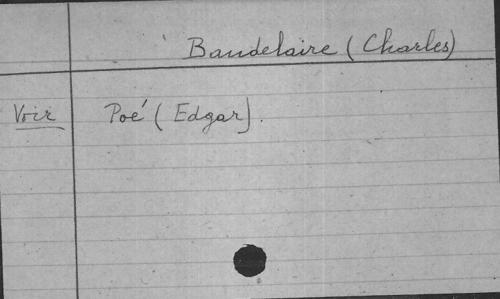 Baudelaire (Charles)
Voir Poé (Edgar).